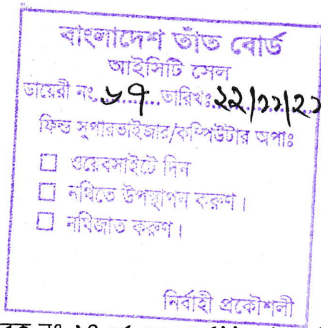 বাংলাদেশ তাঁত বোর্ড
আইসিটি সেল
ডায়েরী নং ৬৭ তারিখঃ ২২/১১/২১
ফিল্ড সুপারভাইজার/কম্পিউটার অপাঃ
ওয়েবসাইটে দিন
নথিতে উপস্থাপন করুণ।
নথিজাত করুণ।
নির্বাহী প্রকৌশলী